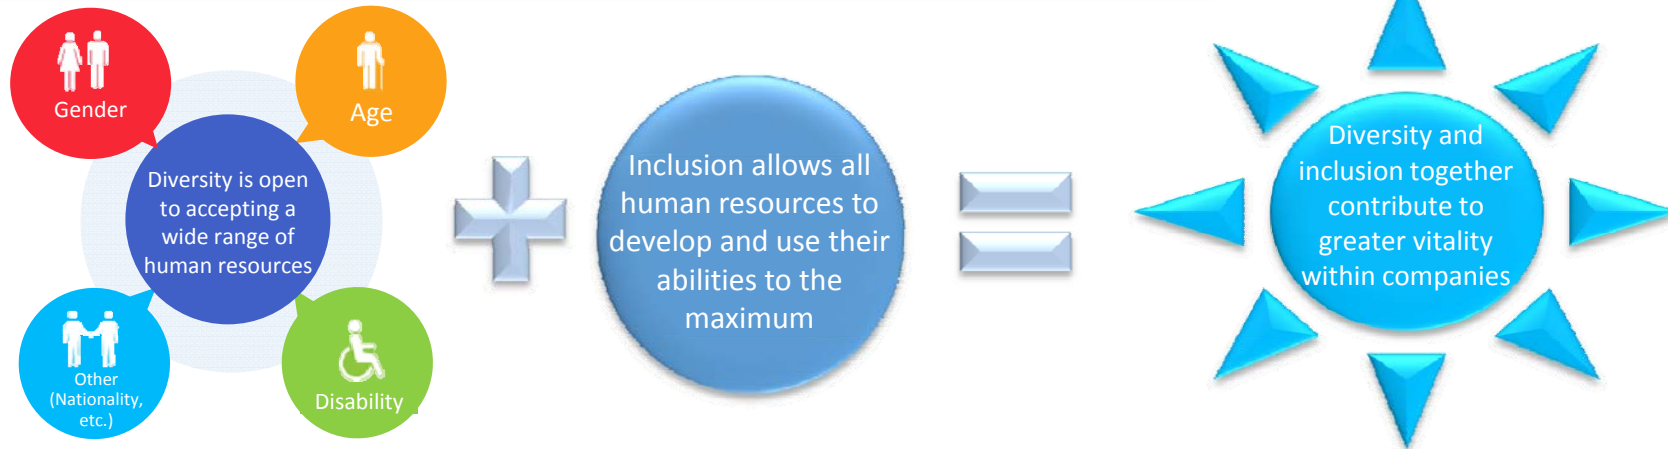 Gender
Age
Diversity is open
to accepting a
wide range of
human resources
Other
(Nationality,
etc.)
Disability
Inclusion allows all
human resources to
develop and use their
abilities to the
maximum
Diversity and
inclusion together
contribute to
greater vitality
within companies